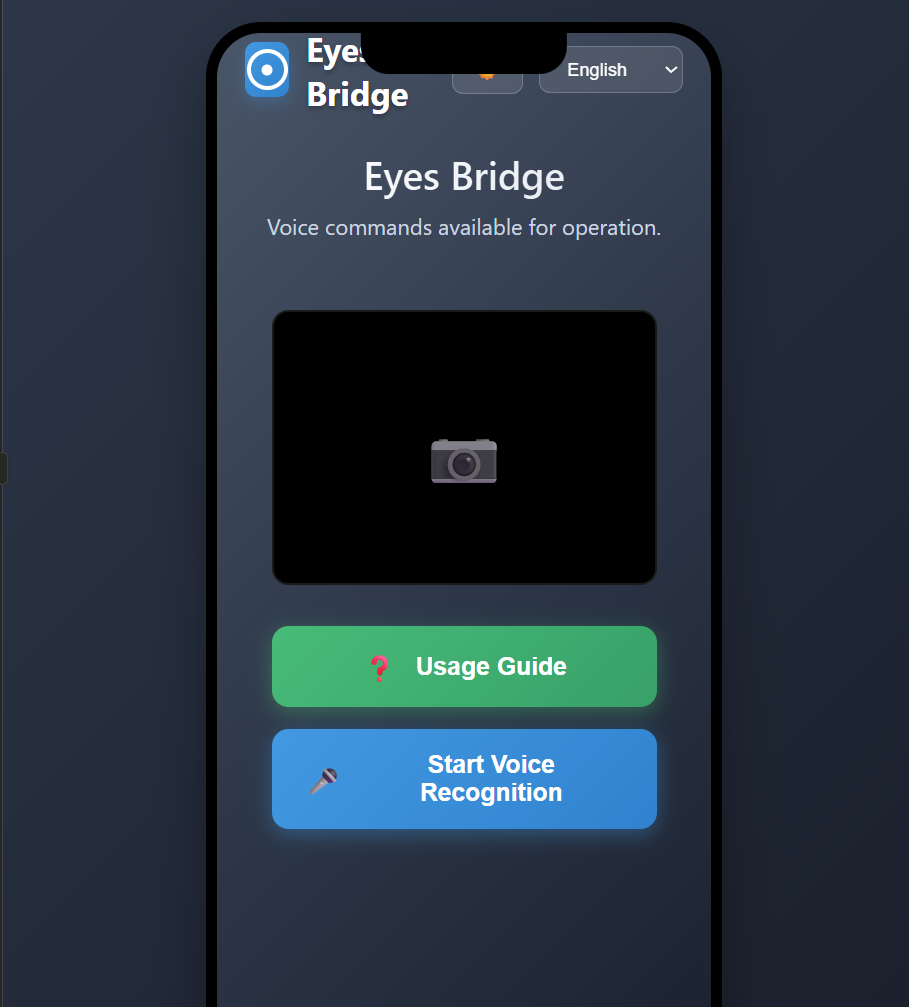 Eyes
Bridge
English
Eyes Bridge
Voice commands available for operation.
Usage Guide
Start Voice
Recognition